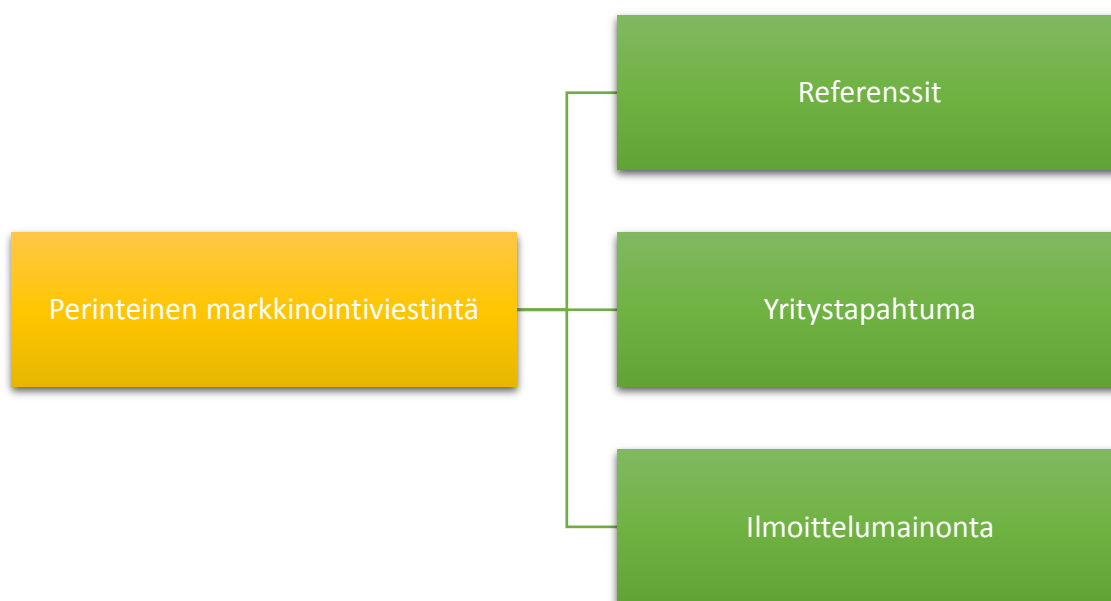 Referenssit
Perinteinen markkinointiviestintä
Yritystapahtuma
Ilmoittelumainonta